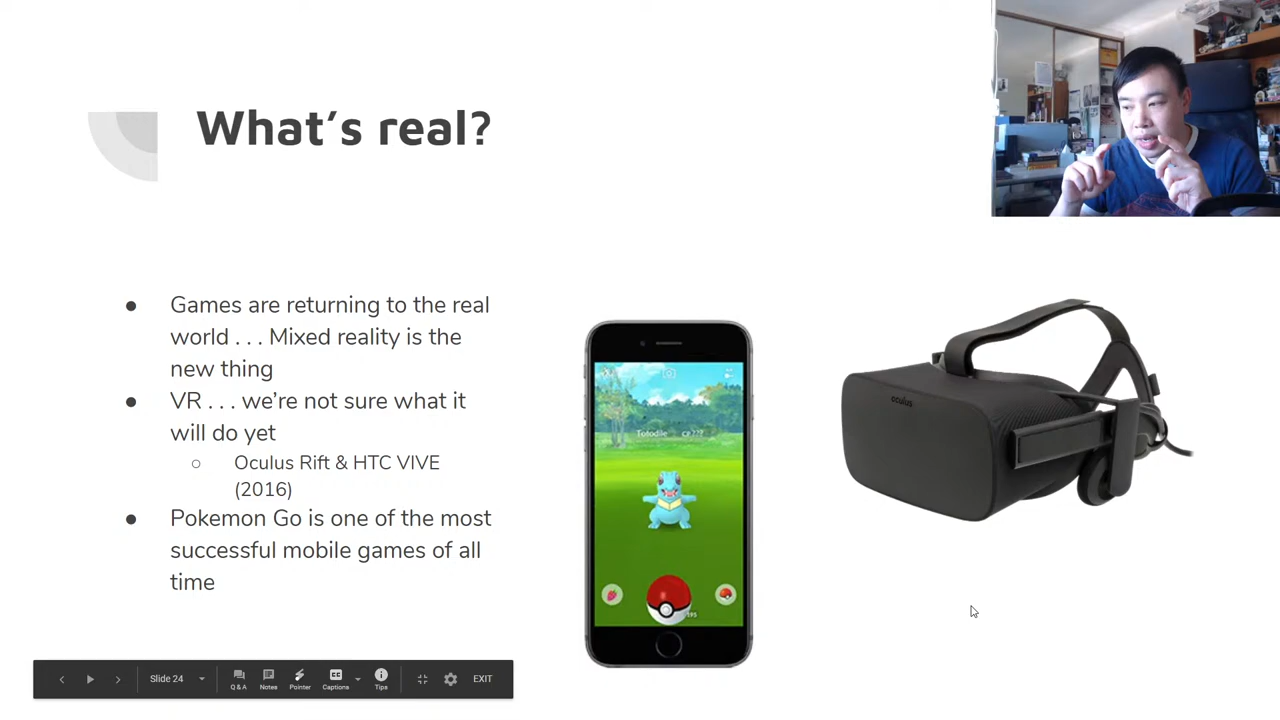 What's real?
● Games are returning to the real
world . . . Mixed reality is the
new thing
● VR . . . we're not sure what it
will do yet
○ Oculus Rift & HTC VIVE
(2016)
● Pokemon Go is one of the most
successful mobile games of all
time
Totodile
oculus
Slide 24
Q & A
Notes
Pointer
Captions
Tips
EXIT